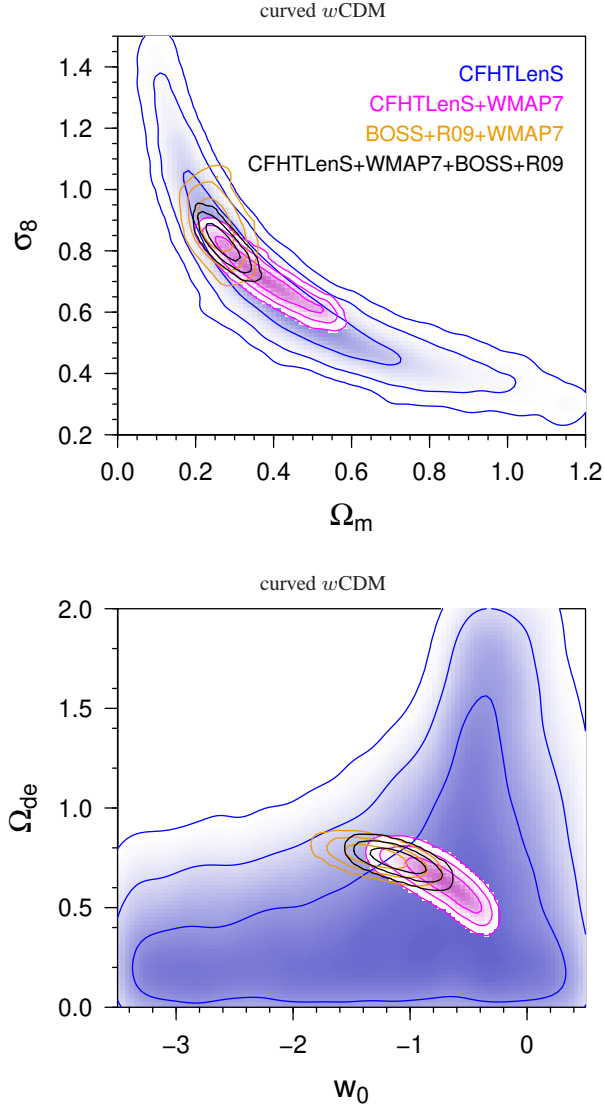 curved wCDM
CFHTLenS
CFHTLenS+WMAP7
BOSS+R09+WMAP7
CFHTLenS+WMAP7+BOSS+R09
σ8
1.4
1.2
1.0
0.8
0.6
0.4
0.2
0.0 0.2 0.4 0.6 0.8 1.0 1.2
Ωm
curved wCDM
Ωde
2.0
1.5
1.0
0.5
0.0
−3 −2 −1 0
w0